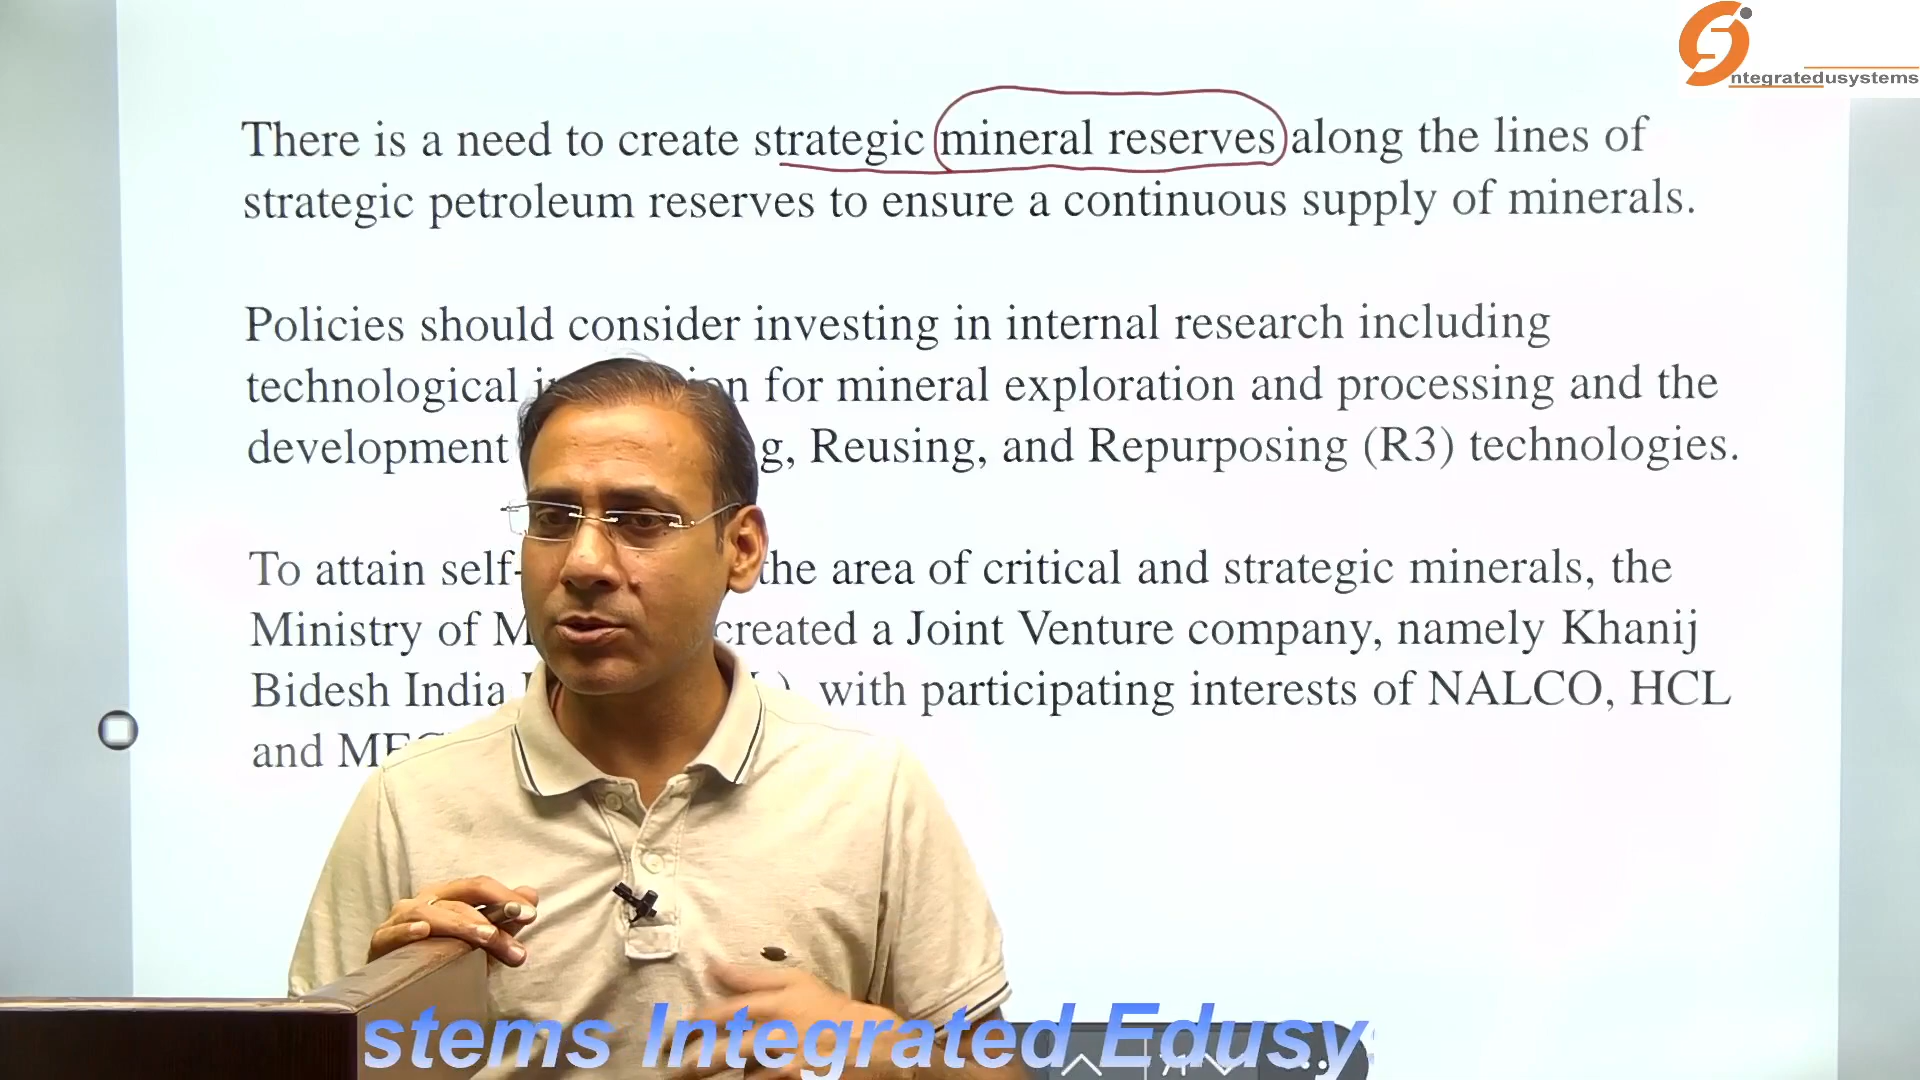 ntegratedusystems
There is a need to create strategic mineral reserves along the lines of
strategic petroleum reserves to ensure a continuous supply of minerals.
Policies should consider investing in internal research including
technological for mineral exploration and processing and the
development Reusing, and Repurposing (R3) technologies.
To attain self- the area of critical and strategic minerals, the
Ministry of created a Joint Venture company, namely Khanij
Bidesh India with participating interests of NALCO, HCL
and
stems Integrated Edusy